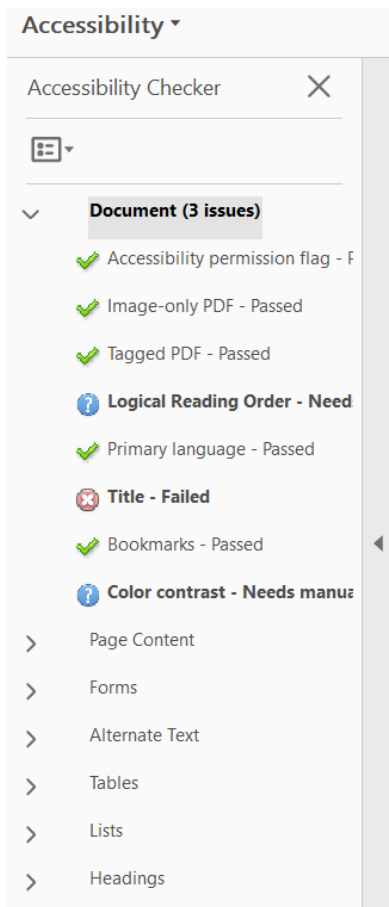 Accessibility
Accessibility Checker
Document (3 issues)
Accessibility permission flag -
Image-only PDF - Passed
Tagged PDF - Passed
Logical Reading Order - Need
Primary language - Passed
Title - Failed
Bookmarks - Passed
Color contrast - Needs manua
Page Content
Forms
Alternate Text
Tables
Lists
Headings